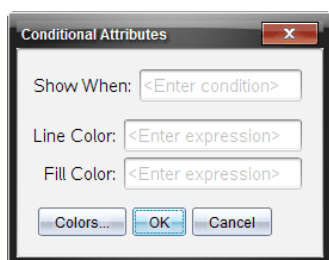 Conditional Attributes
Show When: <Enter condition>
Line Color: <Enter expression>
Fill Color: <Enter expression>
Colors... OK Cancel